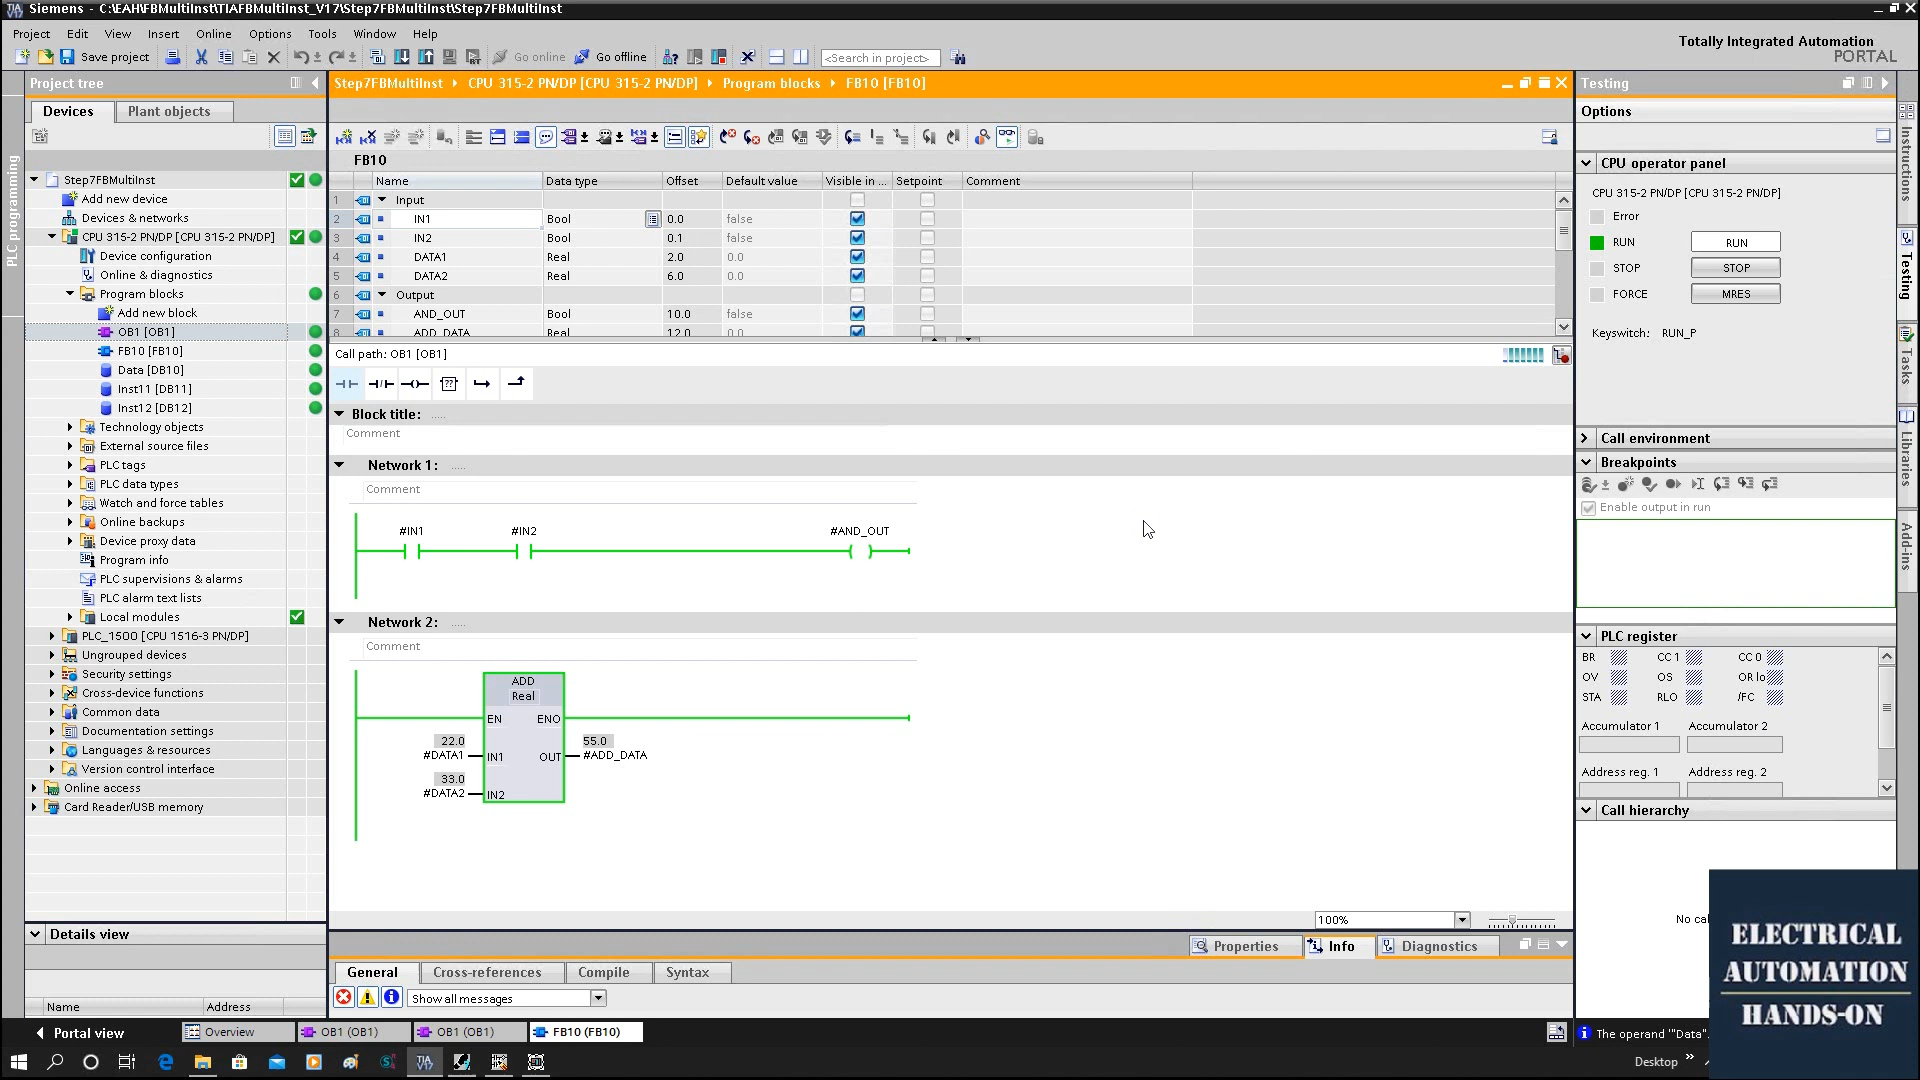 Siemens - C:\EAH\FBMultiInst\TIAFBMultiInst_V17\Step7FBMultiInst\Step7FBMultiInst
Project Edit View Insert Online Options Tools Window Help
Totally Integrated Automation
PORTAL
Save project
Go online
Go offline
<Search in project>
Project tree
Step7FBMultiInst
CPU 315-2 PN/DP [CPU 315-2 PN/DP]
Program blocks
FB10 [FB10]
Testing
Devices
Plant objects
Options
PLC programming
Step7FBMultiInst
Add new device
Devices & networks
CPU 315-2 PN/DP [CPU 315-2 PN/DP]
Device configuration
Online & diagnostics
Program blocks
Add new block
OB1 [OB1]
FB10 [FB10]
Data [DB10]
Inst11 [DB11]
Inst12 [DB12]
Technology objects
External source files
PLC tags
PLC data types
Watch and force tables
Online backups
Device proxy data
Program info
PLC supervisions & alarms
PLC alarm text lists
Local modules
PLC_1500 [CPU 1516-3 PN/DP]
Ungrouped devices
Security settings
Cross-device functions
Common data
Documentation settings
Languages & resources
Version control interface
Online access
Card Reader/USB memory
Details view
Name Address
FB10
Name Data type Offset Default value Visible in ... Setpoint Comment
1 Input
2 IN1 Bool 0.0 false
3 IN2 Bool 0.1 false
4 DATA1 Real 2.0 0.0
5 DATA2 Real 6.0 0.0
6 Output
7 AND_OUT Bool 10.0 false
8 ADD_DATA Real 12.0 0.0
Call path: OB1 [OB1]
??
Block title: .....
Comment
Network 1: .....
Comment
#IN1 #IN2 #AND_OUT
Network 2: .....
Comment
ADD
Real
EN ENO
22.0 55.0
#DATA1 IN1 OUT #ADD_DATA
33.0
#DATA2 IN2
100%
Properties
Info
Diagnostics
General
Cross-references
Compile
Syntax
Show all messages
CPU operator panel
CPU 315-2 PN/DP [CPU 315-2 PN/DP]
Error
RUN RUN
STOP STOP
FORCE MRES
Keyswitch: RUN_P
Call environment
Breakpoints
Enable output in run
PLC register
BR CC 1 CC 0
OV OS OR lo
STA RLO /FC
Accumulator 1 Accumulator 2
Address reg. 1 Address reg. 2
Call hierarchy
No cal
Instructions
Testing
Tasks
Libraries
Add-ins
ELECTRICAL
AUTOMATION
HANDS-ON
Portal view
Overview
OB1 (OB1)
OB1 (OB1)
FB10 (FB10)
The operand '"Data".
Desktop